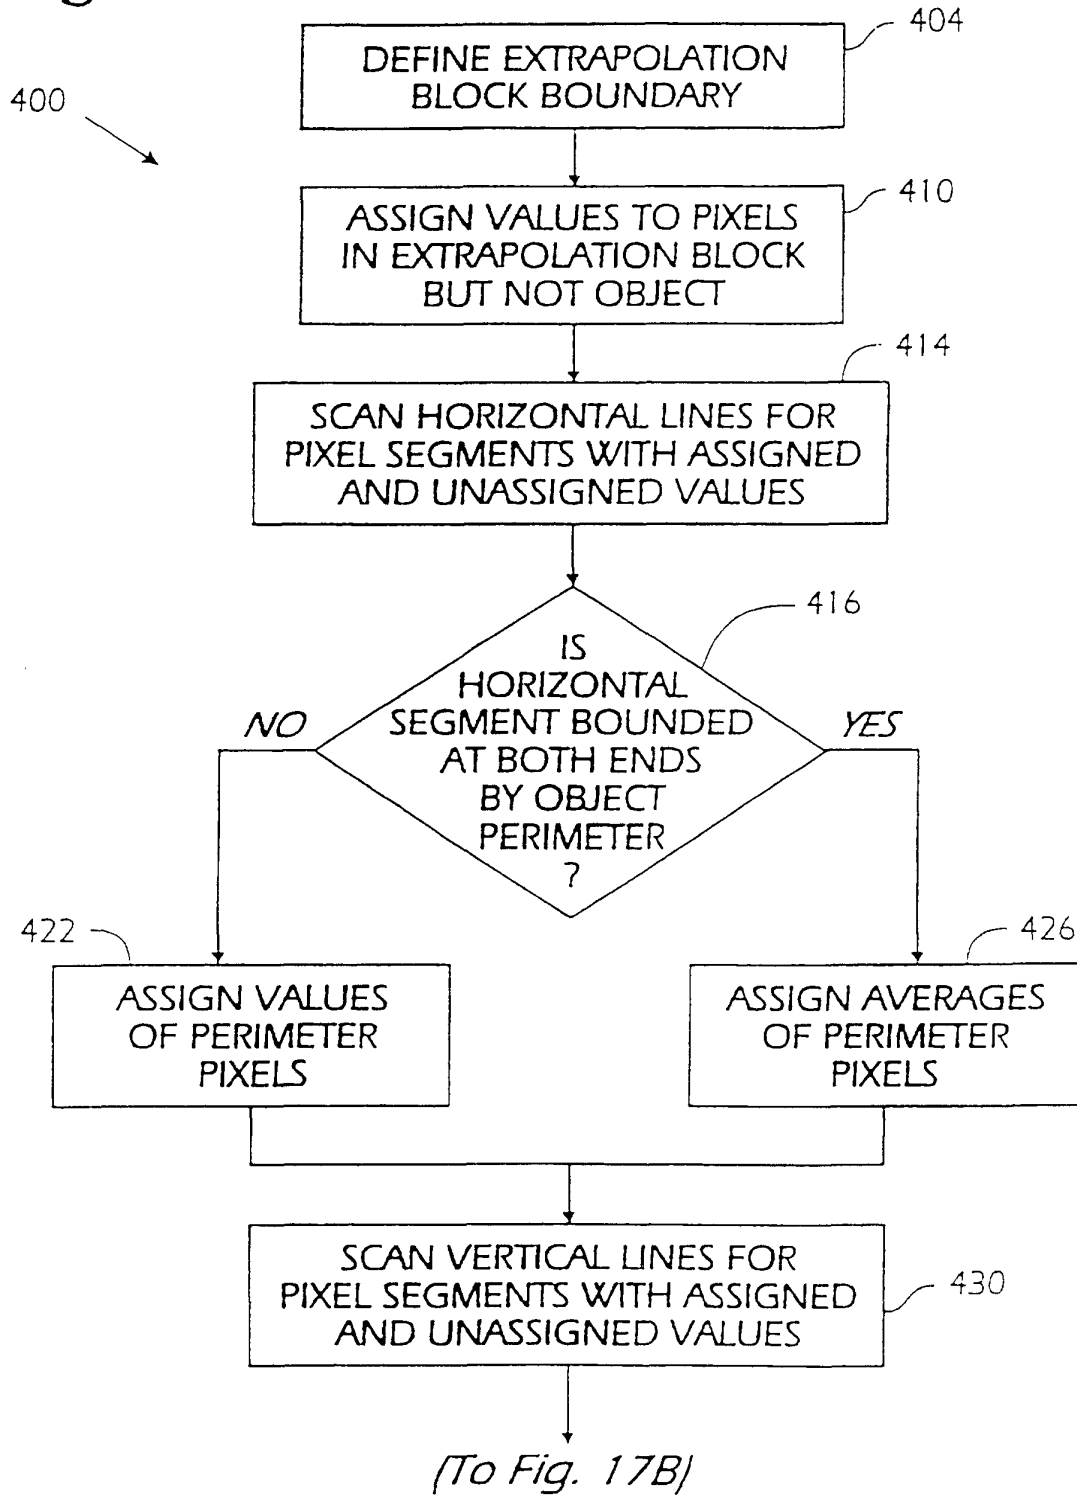 404
DEFINE EXTRAPOLATION
BLOCK BOUNDARY
400
410
ASSIGN VALUES TO PIXELS
IN EXTRAPOLATION BLOCK
BUT NOT OBJECT
414
SCAN HORIZONTAL LINES FOR
PIXEL SEGMENTS WITH ASSIGNED
AND UNASSIGNED VALUES
416
IS
HORIZONTAL
SEGMENT BOUNDED
AT BOTH ENDS
BY OBJECT
PERIMETER
?
NO
YES
422
ASSIGN VALUES
OF PERIMETER
PIXELS
426
ASSIGN AVERAGES
OF PERIMETER
PIXELS
SCAN VERTICAL LINES FOR
PIXEL SEGMENTS WITH ASSIGNED
AND UNASSIGNED VALUES
430
(To Fig. 17B)